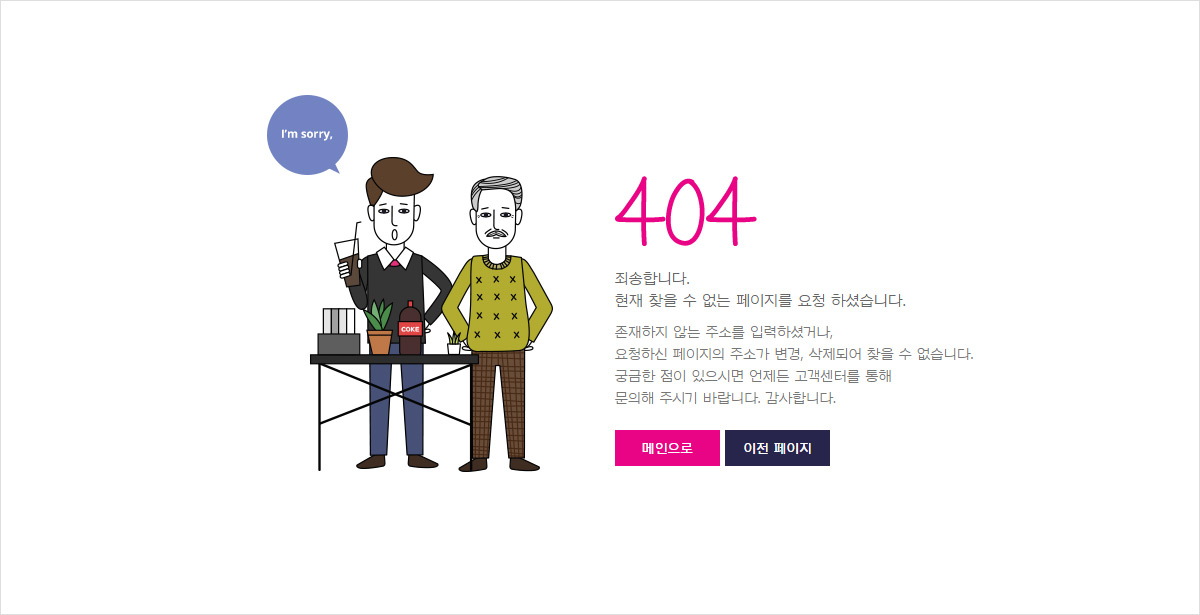 I'm sorry,
404
죄송합니다.
현재 찾을 수 없는 페이지를 요청 하셨습니다.
존재하지 않는 주소를 입력하셨거나,
요청하신 페이지의 주소가 변경, 삭제되어 찾을 수 없습니다.
궁금한 점이 있으시면 언제든 고객센터를 통해
문의해 주시기 바랍니다. 감사합니다.
COKE
메인으로
이전 페이지